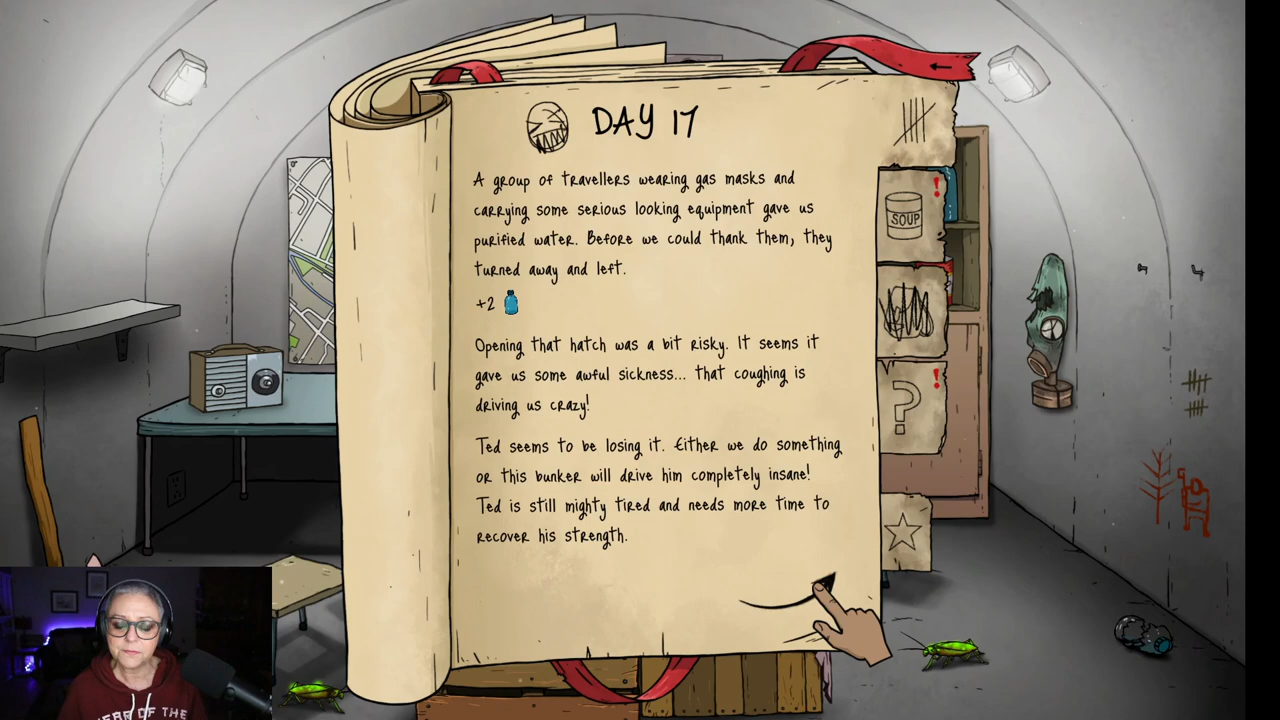 DAY 17
A group of travellers wearing gas masks and
carrying some serious looking equipment gave us
purified water. Before we could thank them, they
turned away and left.
+2
Opening that hatch was a bit risky. It seems it
gave us some awful sickness... that coughing is
driving us crazy!
Ted seems to be losing it. Either we do something
or this bunker will drive him completely insane!
Ted is still mighty tired and needs more time to
recover his strength.
!
SOUP
!
?
OF THE